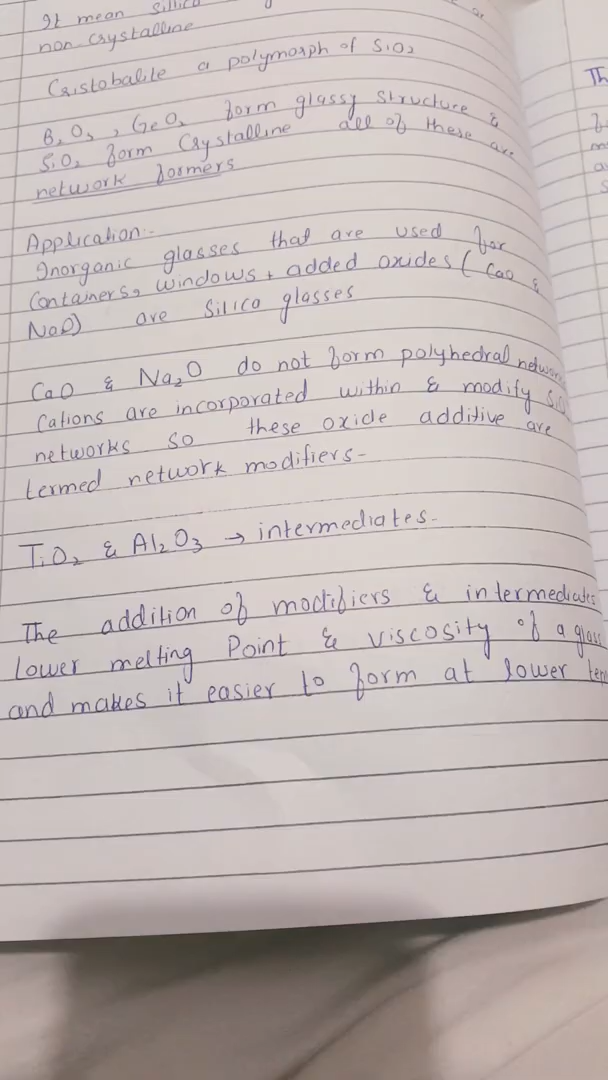 It mean sillica
non-crystalline
Cristobalite a polymorph of SiO2
B2O3, GeO2 form glassy structure &
SiO2 form crystalline all of these are
network formers
Application:-
Inorganic glasses that are used for
containers, windows + added oxides (CaO &
NaO) are silica glasses
CaO & Na2O do not form polyhedral network
Cations are incorporated within & modify
networks so these oxide additive are
termed network modifiers-
TiO2 & Al2O3 → intermediates-
The addition of modifiers & intermediates
lower melting Point & viscosity of a glass
and makes it easier to form at lower
Th